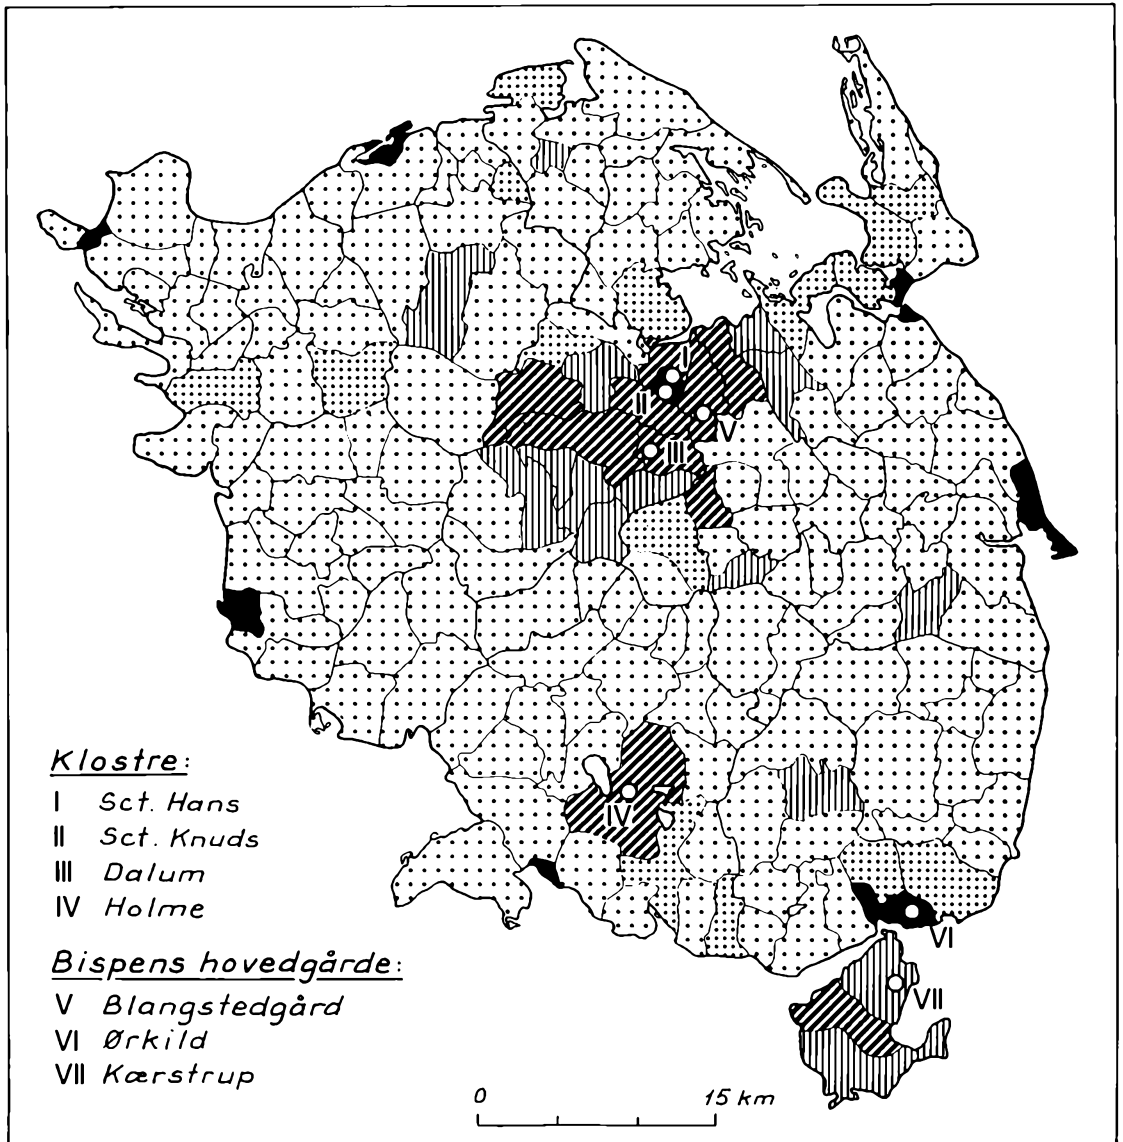 I
II
V
III
IV
VI
VII
Klostre:
I Sct. Hans
II Sct. Knuds
III Dalum
IV Holme
Bispens hovedgårde:
V Blangstedgård
VI Ørkild
VII Kærstrup
0 15 km